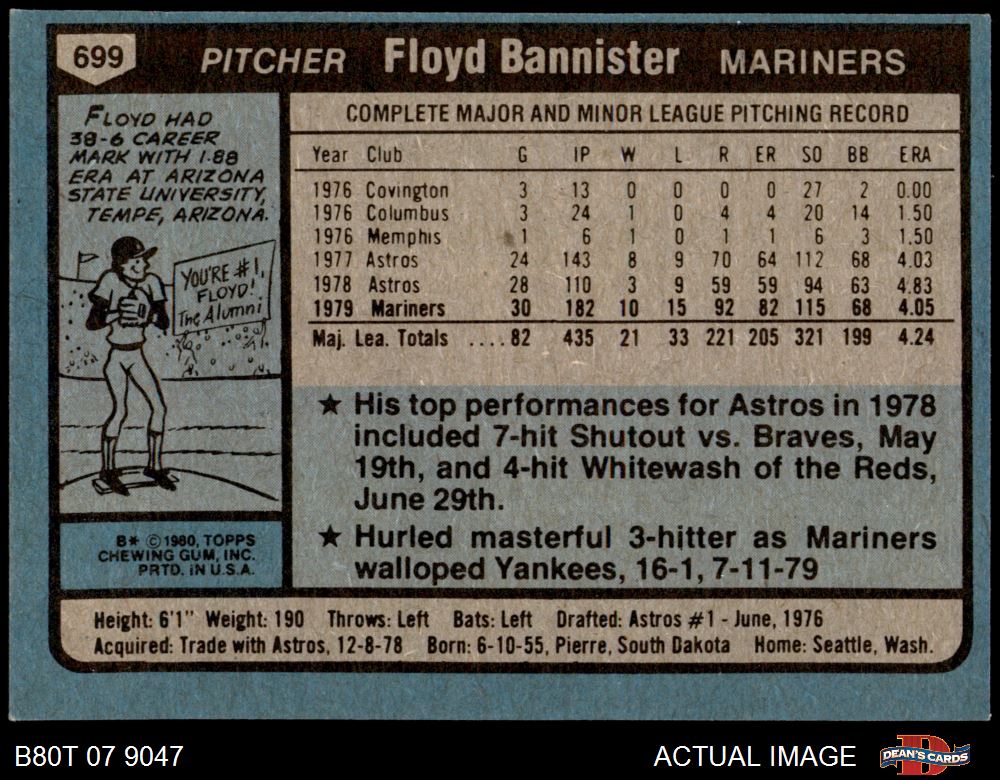 699 PITCHER Floyd Bannister MARINERS
FLOYD HAD
38-6 CAREER
MARK WITH 1.88
ERA AT ARIZONA
STATE UNIVERSITY,
TEMPE, ARIZONA.
YOU'RE #1,
FLOYD!
The Alumni
B* © 1980, TOPPS
CHEWING GUM, INC.
PRTD. IN U.S.A.
COMPLETE MAJOR AND MINOR LEAGUE PITCHING RECORD
Year Club G IP W L R ER SO BB ERA
1976 Covington 3 13 0 0 0 0 27 2 0.00
1976 Columbus 3 24 1 0 4 4 20 14 1.50
1976 Memphis 1 6 1 0 1 1 6 3 1.50
1977 Astros 24 143 8 9 70 64 112 68 4.03
1978 Astros 28 110 3 9 59 59 94 63 4.83
1979 Mariners 30 182 10 15 92 82 115 68 4.05
Maj. Lea. Totals ....82 435 21 33 221 205 321 199 4.24
★ His top performances for Astros in 1978
included 7-hit Shutout vs. Braves, May
19th, and 4-hit Whitewash of the Reds,
June 29th.
★ Hurled masterful 3-hitter as Mariners
walloped Yankees, 16-1, 7-11-79
Height: 6'1" Weight: 190 Throws: Left Bats: Left Drafted: Astros #1 - June, 1976
Acquired: Trade with Astros, 12-8-78 Born: 6-10-55, Pierre, South Dakota Home: Seattle, Wash.
B80T 07 9047 ACTUAL IMAGE DEAN'S CARDS